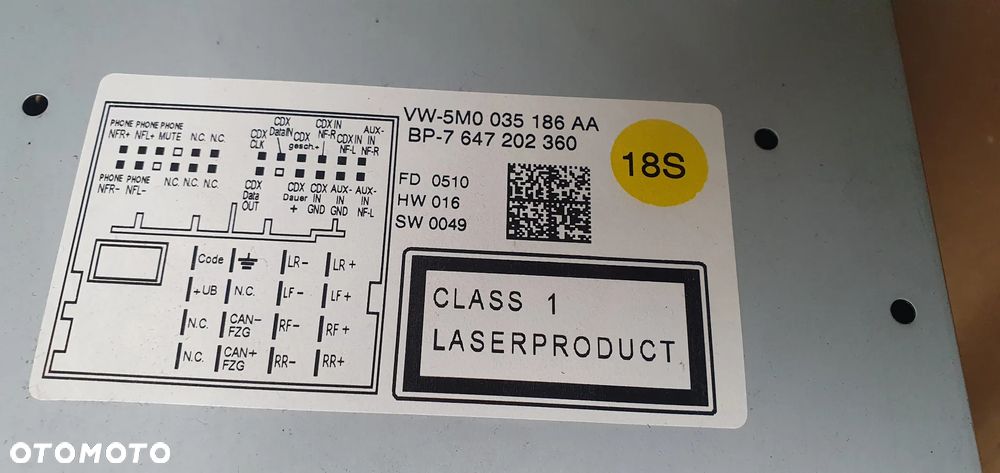 VW-5M0 035 186 AA
BP-7 647 202 360
18S
FD 0510
HW 016
SW 0049
CLASS 1
LASERPRODUCT
PHONE PHONE PHONE
NFR+ NFL+ MUTE N.C. N.C.
PHONE PHONE N.C. N.C. N.C.
NFR- NFL-
CDX CLK
CDX DataIN
CDX gesch.+
CDX IN NF-R
CDX IN NF-L
AUX-IN NF-R
CDX Data OUT
CDX Dauer +
CDX IN GND
AUX-IN GND
AUX-IN NF-L
Code LR- LR+
+UB N.C. LF- LF+
N.C. CAN-FZG RF- RF+
N.C. CAN+FZG RR- RR+
OTOMOTO